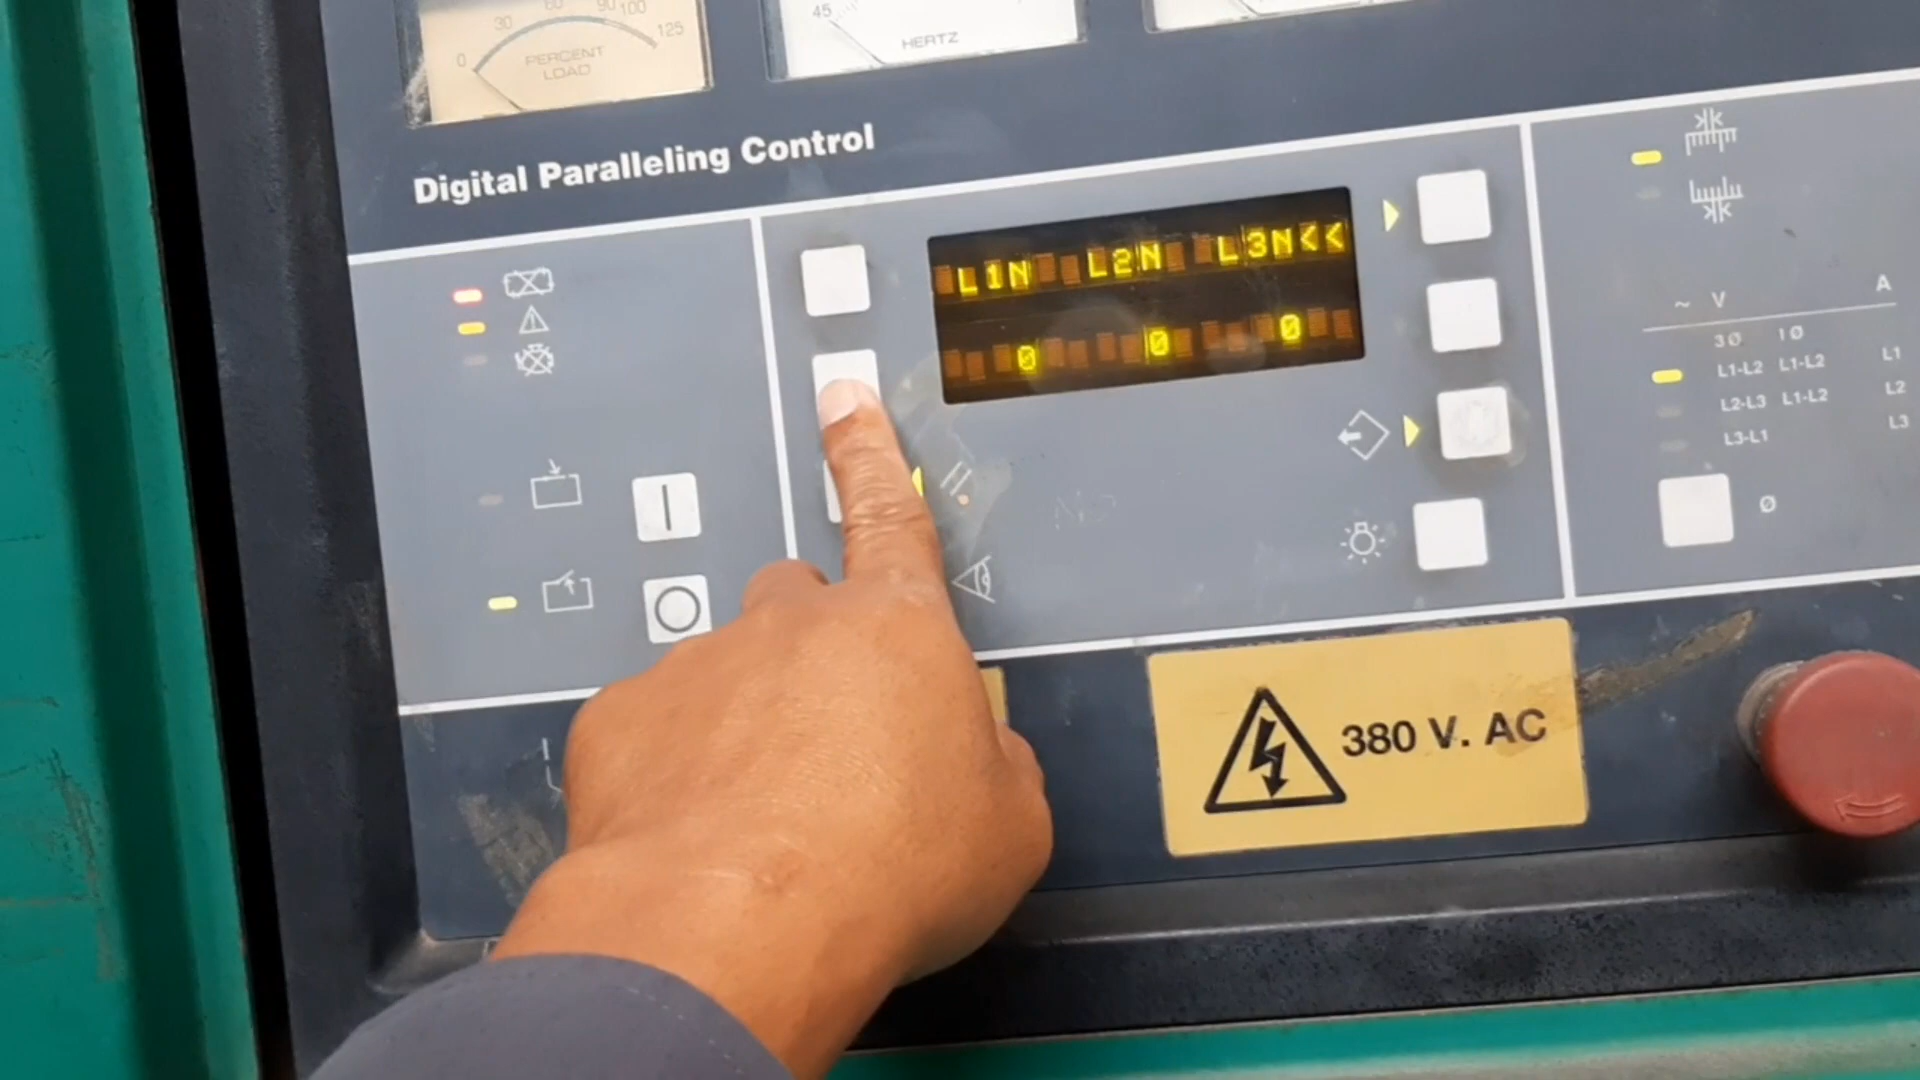 0 30 60 90 100 125
PERCENT
LOAD
45
HERTZ
Digital Paralleling Control
L1N L2N L3N<<
0 0 0
~ V A
3Ø 1Ø
L1-L2 L1-L2 L1
L2-L3 L1-L2 L2
L3-L1 L3
Ø
380 V. AC